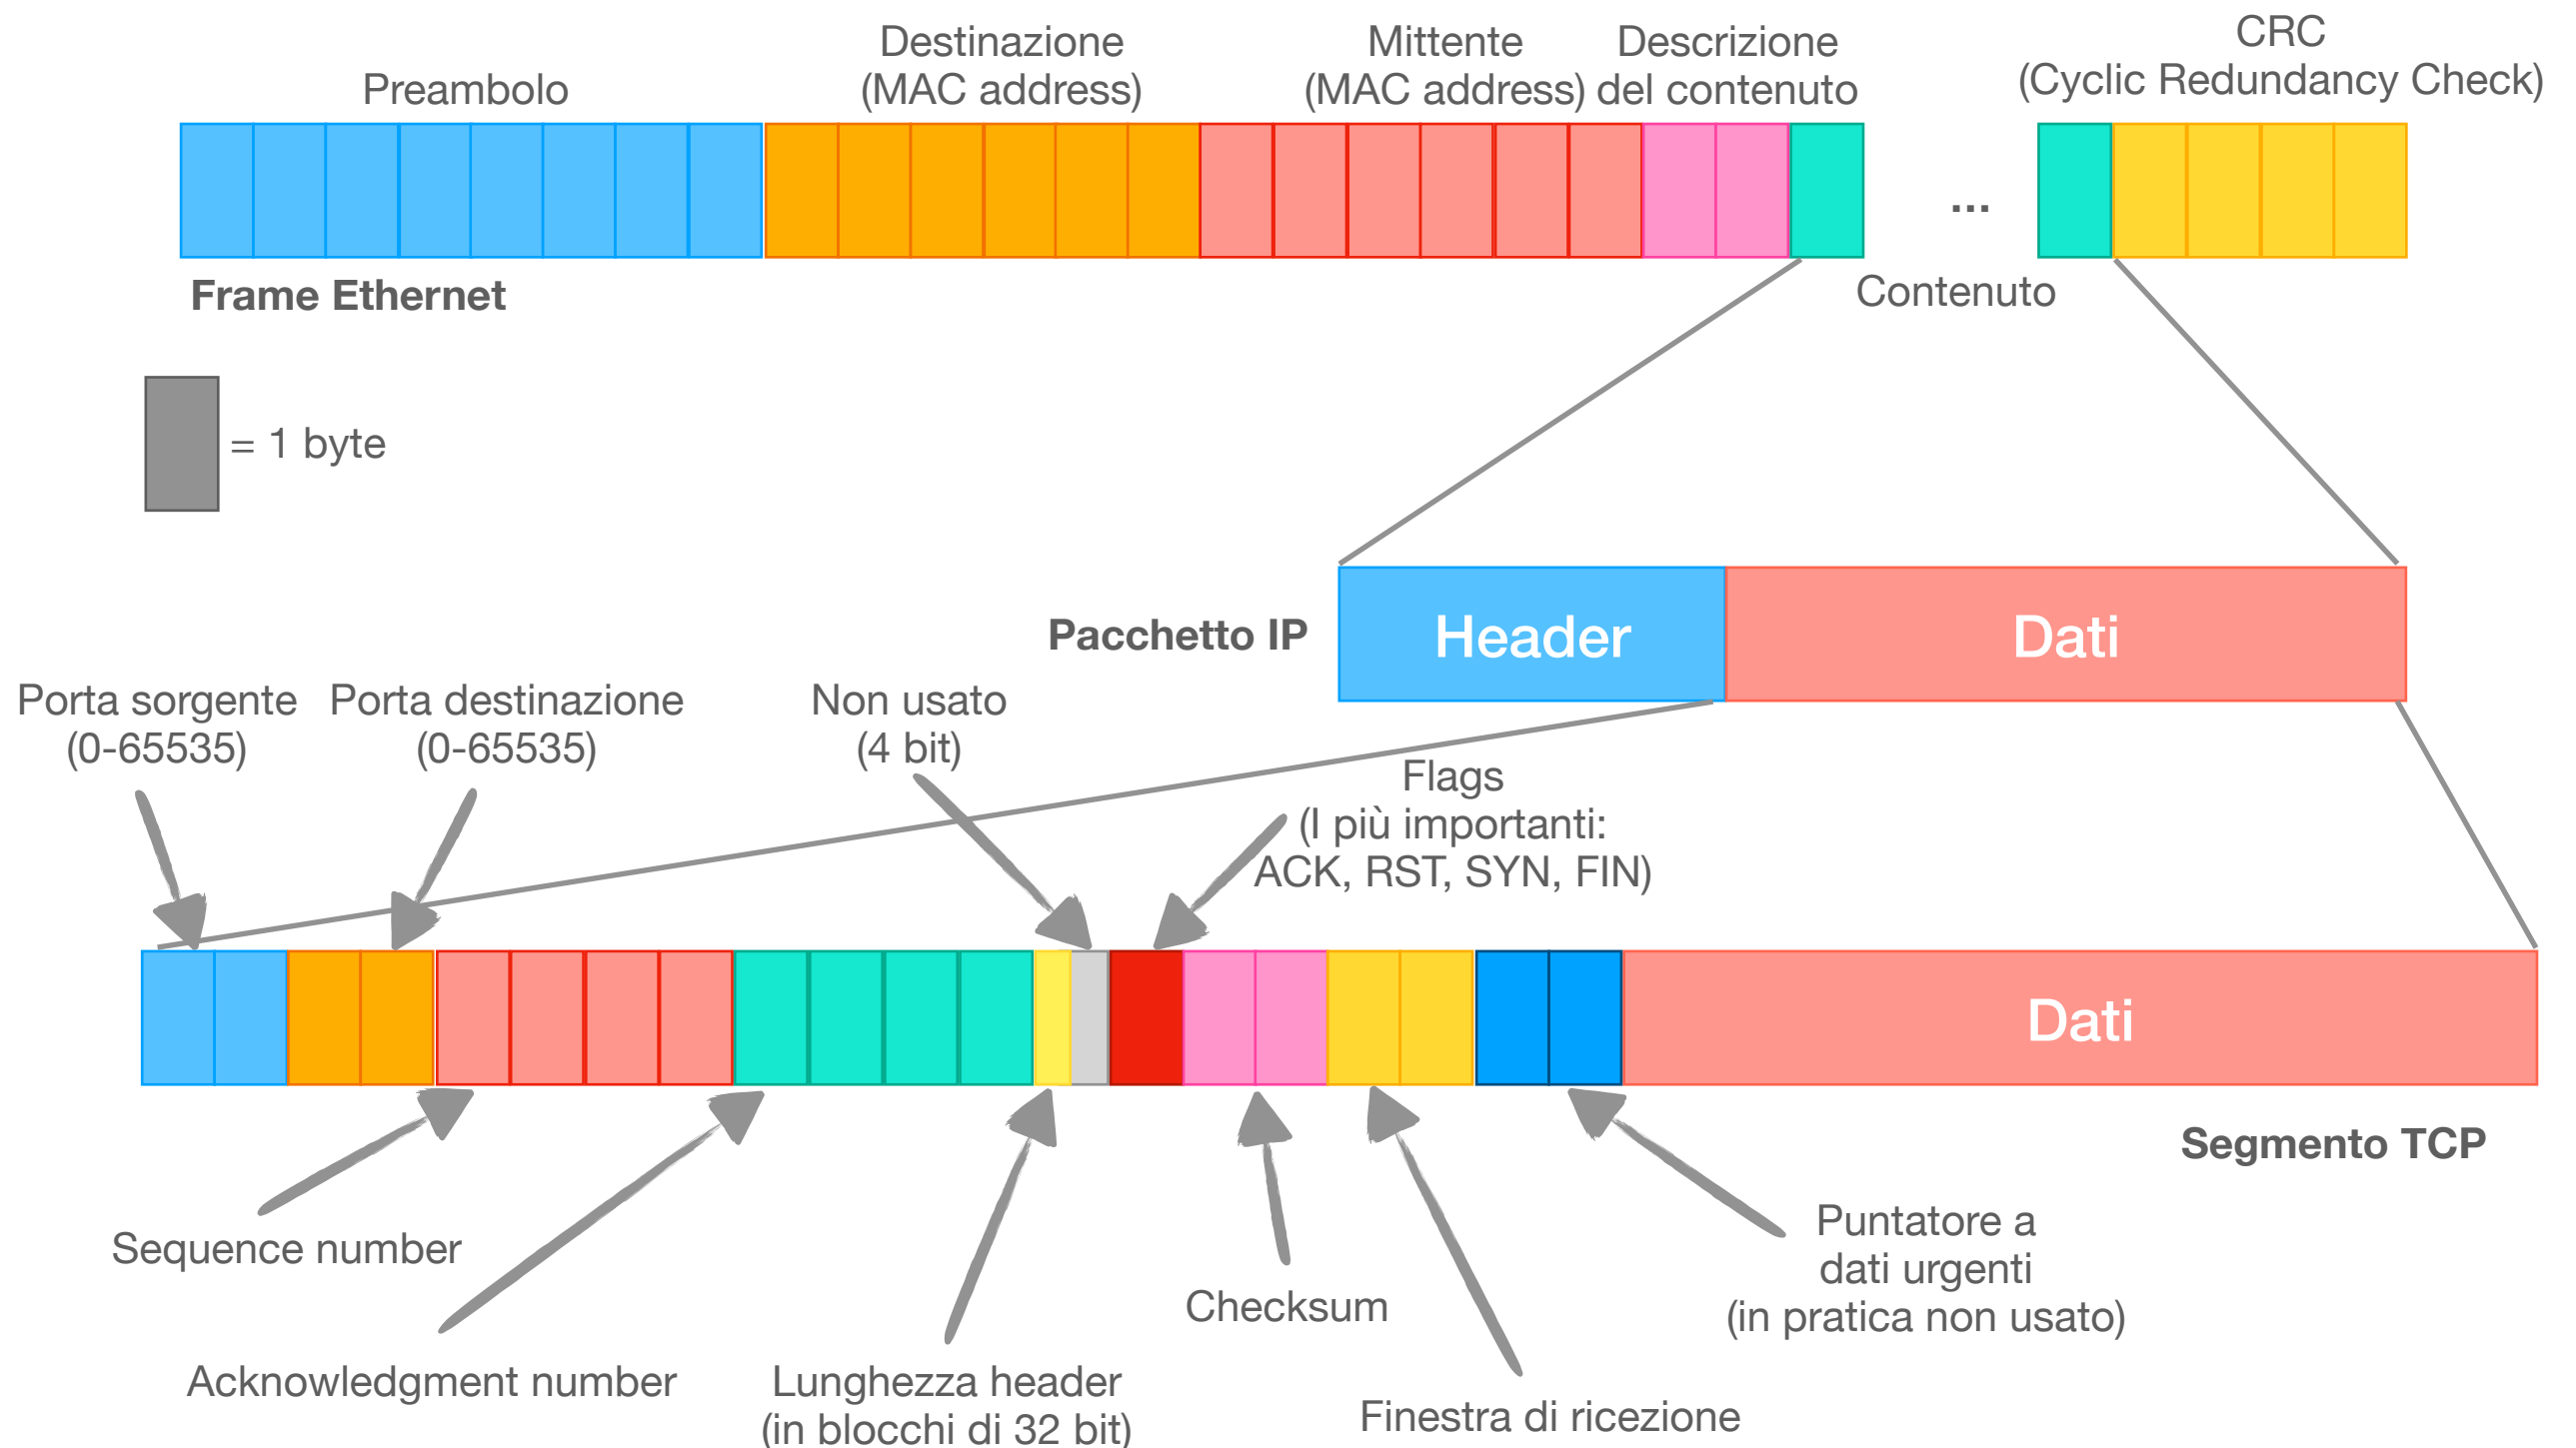 Preambolo
Destinazione
(MAC address)
Mittente
(MAC address)
Descrizione
del contenuto
CRC
(Cyclic Redundancy Check)
...
Frame Ethernet
Contenuto
= 1 byte
Pacchetto IP
Header
Dati
Porta sorgente
(0-65535)
Porta destinazione
(0-65535)
Non usato
(4 bit)
Flags
(I più importanti:
ACK, RST, SYN, FIN)
Dati
Segmento TCP
Sequence number
Acknowledgment number
Lunghezza header
(in blocchi di 32 bit)
Checksum
Finestra di ricezione
Puntatore a
dati urgenti
(in pratica non usato)